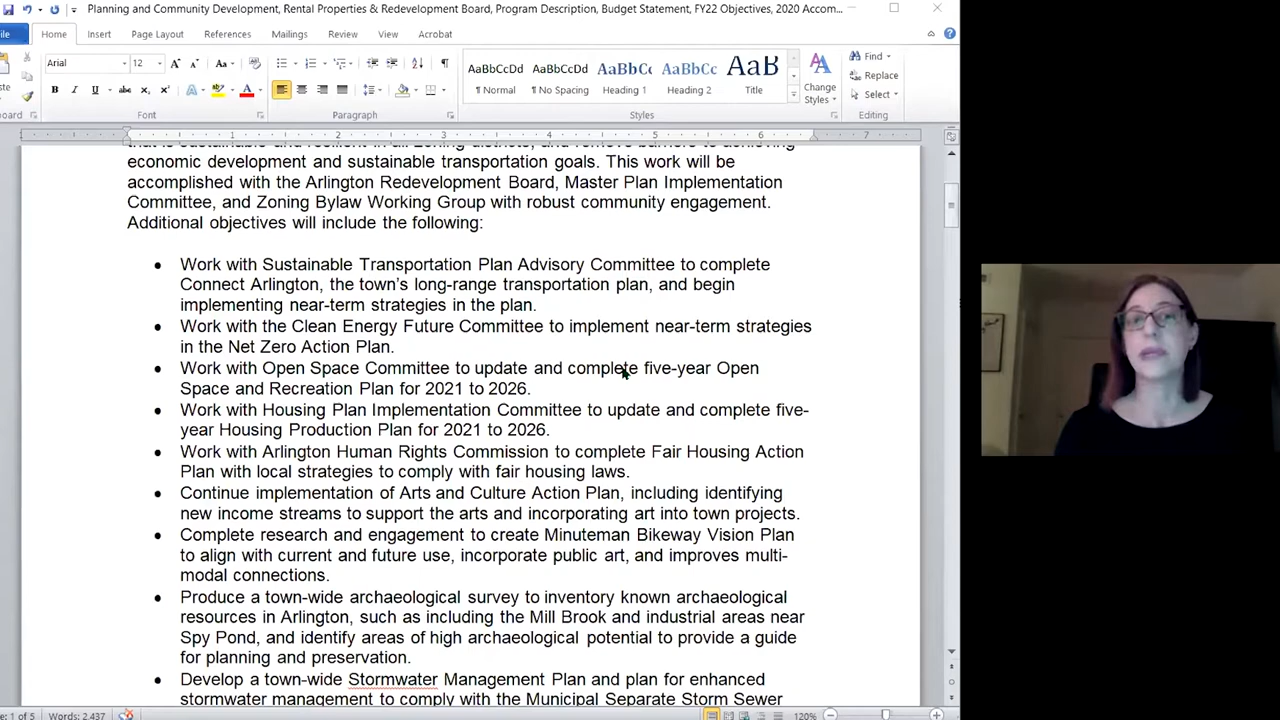 Planning and Community Development, Rental Properties & Redevelopment Board, Program Description, Budget Statement, FY22 Objectives, 2020 Accom...
Home Insert Page Layout References Mailings Review View Acrobat
Arial 12
AaBbCcDd AaBbCcDd AaBbCc AaBbCc AaB
¶ Normal ¶ No Spacing Heading 1 Heading 2 Title
Change
Styles
Find
Replace
Select
Font Paragraph Styles Editing
1 2 3 4 5 6 7
economic development and sustainable transportation goals. This work will be
accomplished with the Arlington Redevelopment Board, Master Plan Implementation
Committee, and Zoning Bylaw Working Group with robust community engagement.
Additional objectives will include the following:
• Work with Sustainable Transportation Plan Advisory Committee to complete
Connect Arlington, the town's long-range transportation plan, and begin
implementing near-term strategies in the plan.
• Work with the Clean Energy Future Committee to implement near-term strategies
in the Net Zero Action Plan.
• Work with Open Space Committee to update and complete five-year Open
Space and Recreation Plan for 2021 to 2026.
• Work with Housing Plan Implementation Committee to update and complete five-
year Housing Production Plan for 2021 to 2026.
• Work with Arlington Human Rights Commission to complete Fair Housing Action
Plan with local strategies to comply with fair housing laws.
• Continue implementation of Arts and Culture Action Plan, including identifying
new income streams to support the arts and incorporating art into town projects.
• Complete research and engagement to create Minuteman Bikeway Vision Plan
to align with current and future use, incorporate public art, and improves multi-
modal connections.
• Produce a town-wide archaeological survey to inventory known archaeological
resources in Arlington, such as including the Mill Brook and industrial areas near
Spy Pond, and identify areas of high archaeological potential to provide a guide
for planning and preservation.
• Develop a town-wide Stormwater Management Plan and plan for enhanced
stormwater management to comply with the Municipal Separate Storm Sewer
1 of 5 Words: 2,437 120%